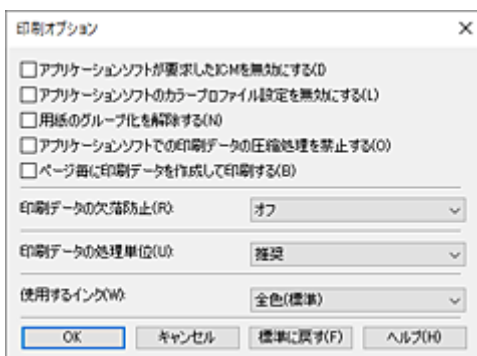 印刷オプション
アプリケーションソフトが要求したICMを無効にする(I
アプリケーションソフトのカラープロファイル設定を無効にする(L)
用紙のグループ化を解除する(N)
アプリケーションソフトでの印刷データの圧縮処理を禁止する(O)
ページ毎に印刷データを作成して印刷する(B)
印刷データの欠落防止(R): オフ
印刷データの処理単位(U): 推奨
使用するインク(W): 全色(標準)
OK キャンセル 標準に戻す(F) ヘルプ(H)